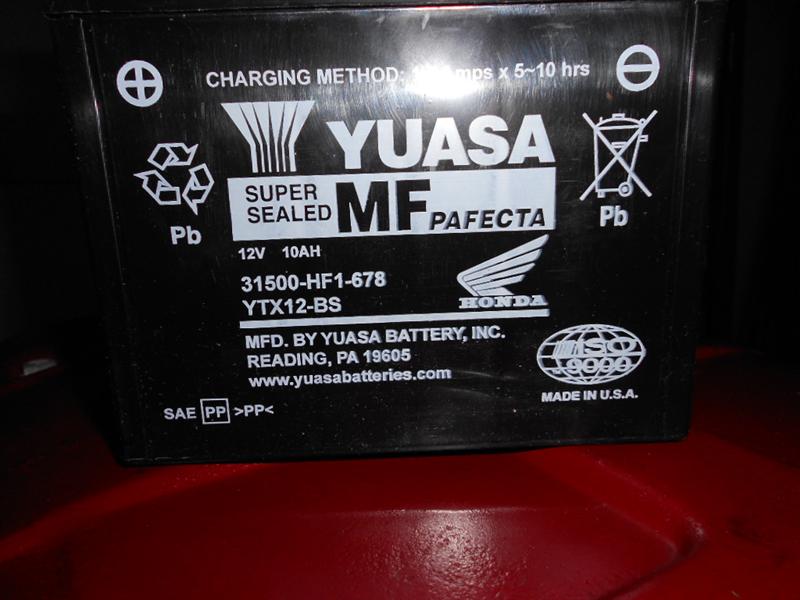 CHARGING METHOD: x 5~10 hrs
YUASA
SUPER SEALED MF PAFECTA
Pb
Pb
12V 10AH
31500-HF1-678
YTX12-BS
HONDA
MFD. BY YUASA BATTERY, INC.
READING, PA 19605
www.yuasabatteries.com
ISO 9000
MADE IN U.S.A.
SAE PP >PP<